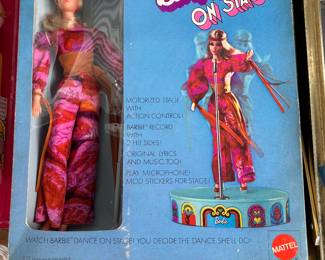 ON STAGE
MOTORIZED STAGE
WITH
ACTION CONTROL!
BARBIE RECORD
WITH
2 HIT SIDES!
ORIGINAL LYRICS
AND MUSIC, TOO!
PLAY MICROPHONE!
MOD STICKERS FOR STAGE!
Barbie
WATCH BARBIE DANCE ON STAGE! YOU DECIDE THE DANCE SHE'LL DO!
MATTEL